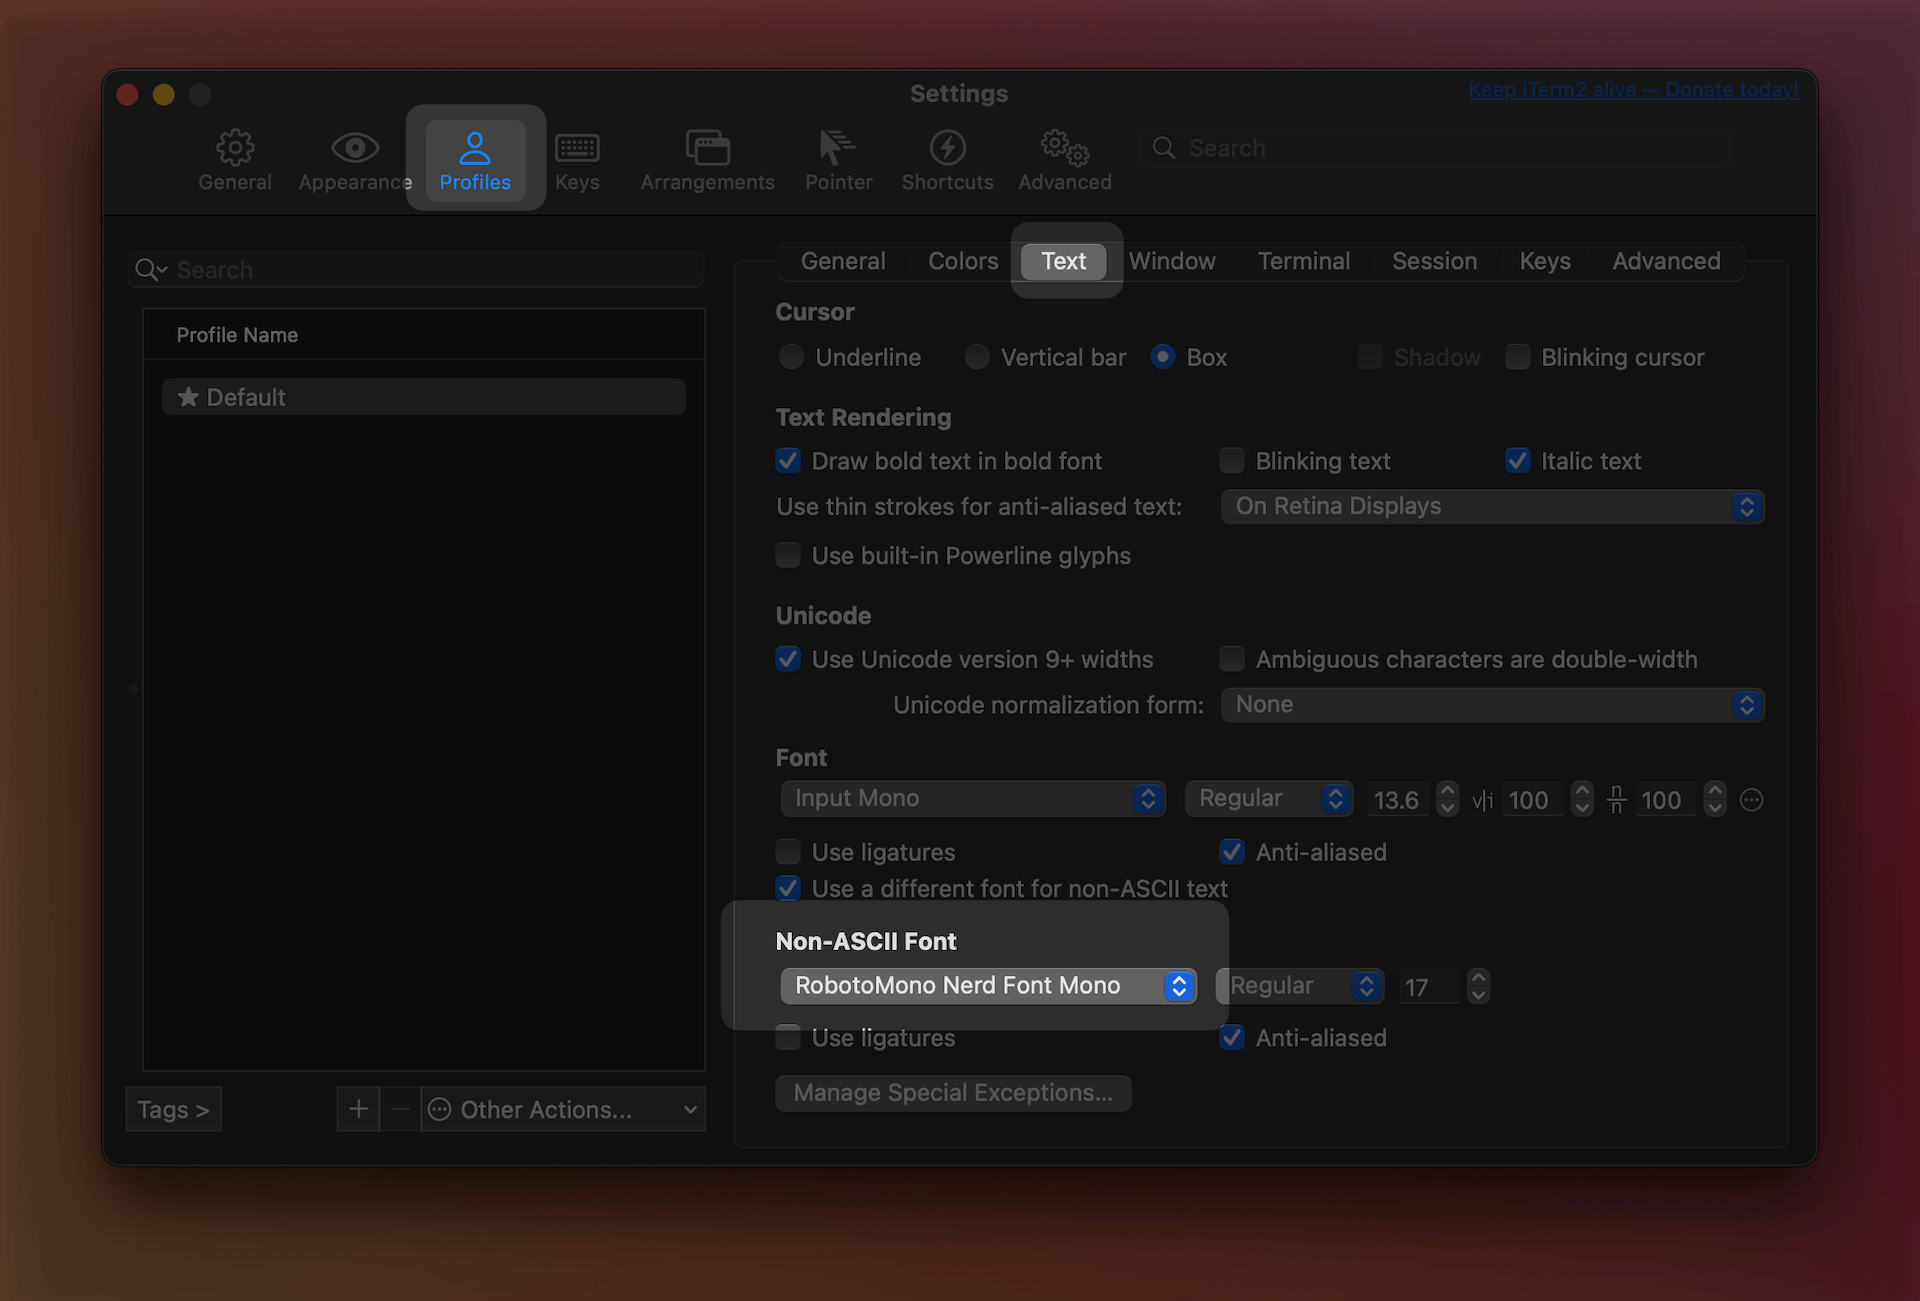 Settings
Keep iTerm2 alive — Donate today!
General
Appearance
Profiles
Keys
Arrangements
Pointer
Shortcuts
Advanced
Search
Search
Profile Name
★ Default
Tags >
+ − Other Actions...
General Colors Text Window Terminal Session Keys Advanced
Cursor
Underline Vertical bar Box Shadow Blinking cursor
Text Rendering
Draw bold text in bold font Blinking text Italic text
Use thin strokes for anti-aliased text: On Retina Displays
Use built-in Powerline glyphs
Unicode
Use Unicode version 9+ widths Ambiguous characters are double-width
Unicode normalization form: None
Font
Input Mono Regular 13.6 v|i 100 n/n 100
Use ligatures Anti-aliased
Use a different font for non-ASCII text
Non-ASCII Font
RobotoMono Nerd Font Mono Regular 17
Use ligatures Anti-aliased
Manage Special Exceptions...